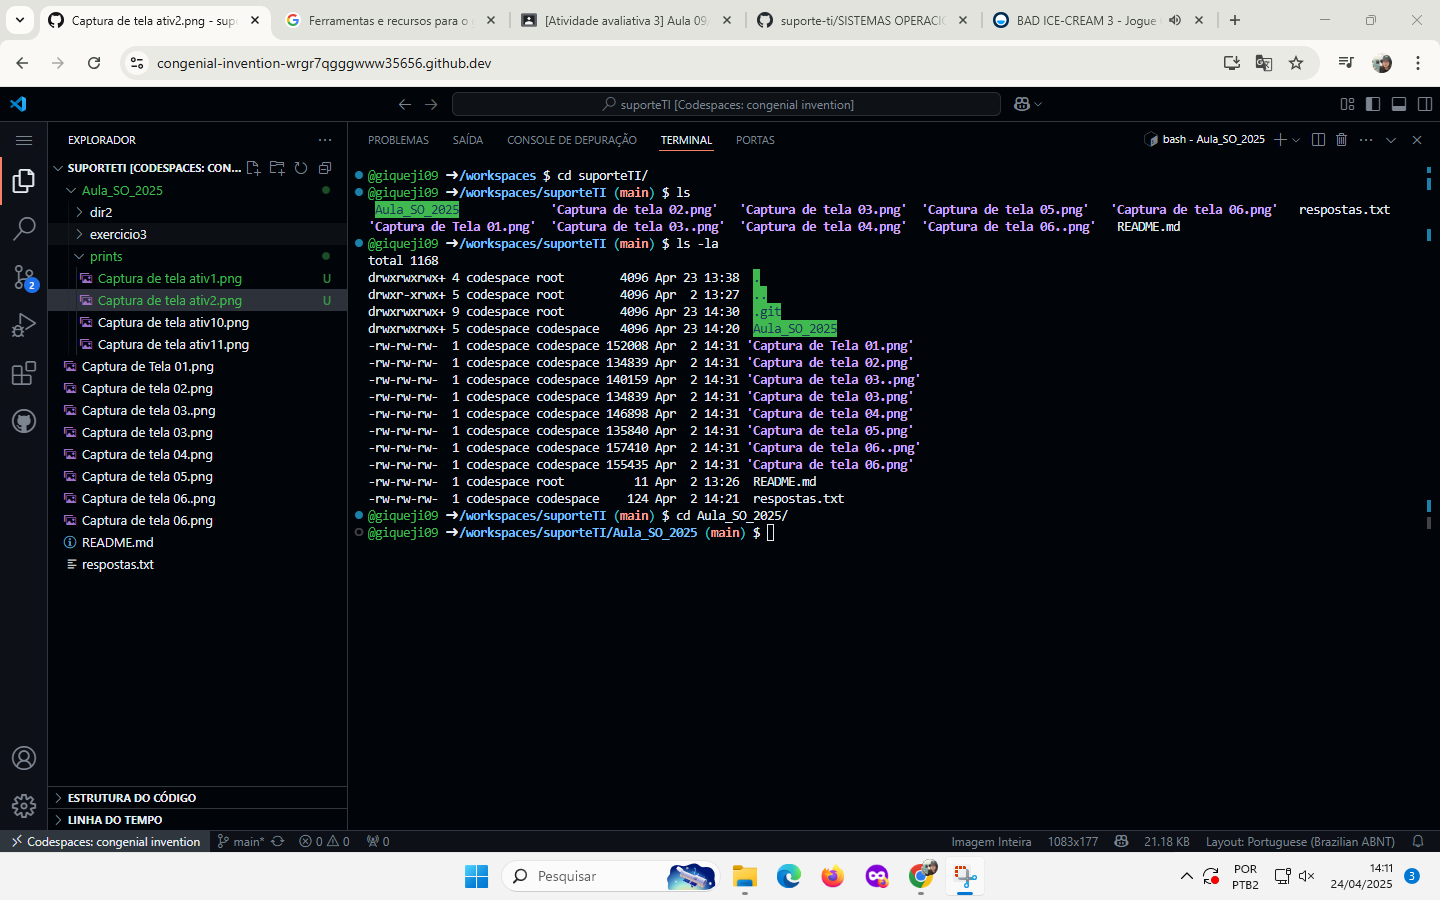 Captura de tela ativ2.png - sup
Ferramentas e recursos para o
[Atividade avaliativa 3] Aula 09
suporte-ti/SISTEMAS OPERACIO
BAD ICE-CREAM 3 - Jogue
congenial-invention-wrgr7qgggwww35656.github.dev
suporteTI [Codespaces: congenial invention]
EXPLORADOR
SUPORTETI [CODESPACES: CON...
Aula_SO_2025
dir2
exercicio3
prints
Captura de tela ativ1.png U
Captura de tela ativ2.png U
Captura de tela ativ10.png
Captura de tela ativ11.png
Captura de Tela 01.png
Captura de tela 02.png
Captura de tela 03..png
Captura de tela 03.png
Captura de tela 04.png
Captura de tela 05.png
Captura de tela 06..png
Captura de tela 06.png
README.md
respostas.txt
ESTRUTURA DO CÓDIGO
LINHA DO TEMPO
2
PROBLEMAS SAÍDA CONSOLE DE DEPURAÇÃO TERMINAL PORTAS
bash - Aula_SO_2025
@giqueji09 ➜/workspaces $ cd suporteTI/
@giqueji09 ➜/workspaces/suporteTI (main) $ ls
Aula_SO_2025 'Captura de tela 02.png' 'Captura de tela 03.png' 'Captura de tela 05.png' 'Captura de tela 06.png' respostas.txt
'Captura de Tela 01.png' 'Captura de tela 03..png' 'Captura de tela 04.png' 'Captura de tela 06..png' README.md
@giqueji09 ➜/workspaces/suporteTI (main) $ ls -la
total 1168
drwxrwxrwx+ 4 codespace root 4096 Apr 23 13:38 .
drwxr-xrwx+ 5 codespace root 4096 Apr 2 13:27 ..
drwxrwxrwx+ 9 codespace root 4096 Apr 23 14:30 .git
drwxrwxrwx+ 5 codespace codespace 4096 Apr 23 14:20 Aula_SO_2025
-rw-rw-rw- 1 codespace codespace 152008 Apr 2 14:31 'Captura de Tela 01.png'
-rw-rw-rw- 1 codespace codespace 134839 Apr 2 14:31 'Captura de tela 02.png'
-rw-rw-rw- 1 codespace codespace 140159 Apr 2 14:31 'Captura de tela 03..png'
-rw-rw-rw- 1 codespace codespace 134839 Apr 2 14:31 'Captura de tela 03.png'
-rw-rw-rw- 1 codespace codespace 146898 Apr 2 14:31 'Captura de tela 04.png'
-rw-rw-rw- 1 codespace codespace 135840 Apr 2 14:31 'Captura de tela 05.png'
-rw-rw-rw- 1 codespace codespace 157410 Apr 2 14:31 'Captura de tela 06..png'
-rw-rw-rw- 1 codespace codespace 155435 Apr 2 14:31 'Captura de tela 06.png'
-rw-rw-rw- 1 codespace root 11 Apr 2 13:26 README.md
-rw-rw-rw- 1 codespace codespace 124 Apr 2 14:21 respostas.txt
@giqueji09 ➜/workspaces/suporteTI (main) $ cd Aula_SO_2025/
@giqueji09 ➜/workspaces/suporteTI/Aula_SO_2025 (main) $
Codespaces: congenial invention main* 0 0 0 Imagem Inteira 1083x177 21.18 KB Layout: Portuguese (Brazilian ABNT)
Pesquisar
POR
PTB2
14:11
24/04/2025
3